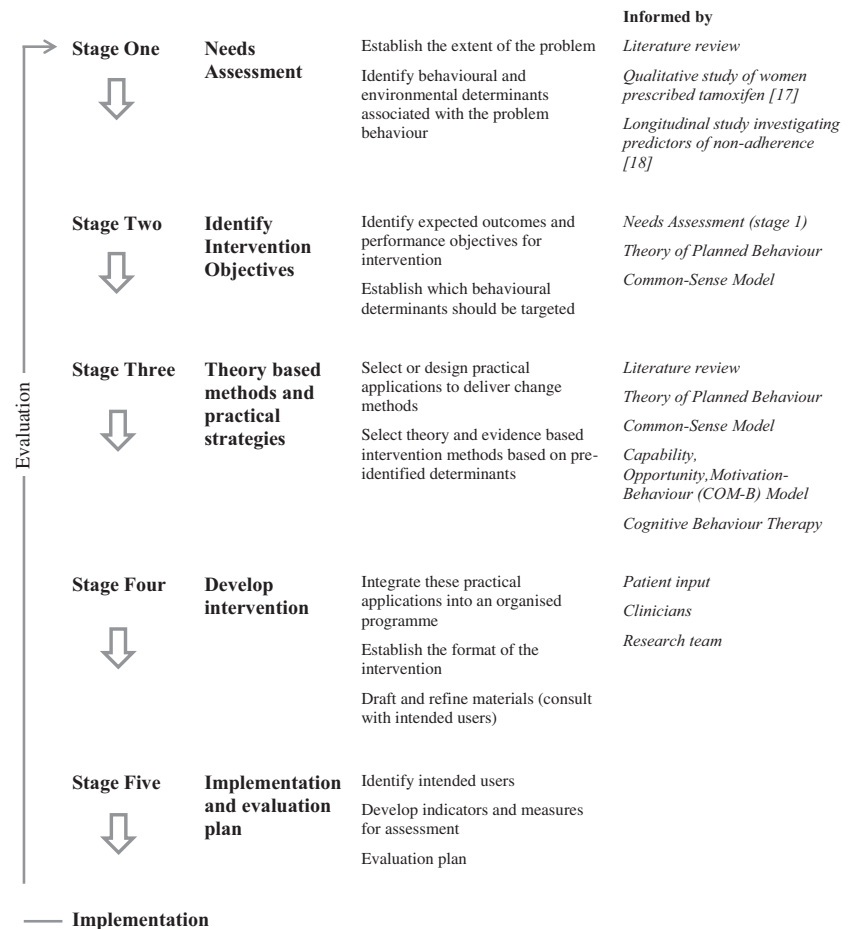 Informed by
Stage One
Needs
Assessment
Establish the extent of the problem
Identify behavioural and
environmental determinants
associated with the problem
behaviour
Literature review
Qualitative study of women
prescribed tamoxifen [17]
Longitudinal study investigating
predictors of non-adherence
[18]
Stage Two
Identify
Intervention
Objectives
Identify expected outcomes and
performance objectives for
intervention
Establish which behavioural
determinants should be targeted
Needs Assessment (stage 1)
Theory of Planned Behaviour
Common-Sense Model
Evaluation
Stage Three
Theory based
methods and
practical
strategies
Select or design practical
applications to deliver change
methods
Select theory and evidence based
intervention methods based on pre-
identified determinants
Literature review
Theory of Planned Behaviour
Common-Sense Model
Capability,
Opportunity,Motivation-
Behaviour (COM-B) Model
Cognitive Behaviour Therapy
Stage Four
Develop
intervention
Integrate these practical
applications into an organised
programme
Establish the format of the
intervention
Draft and refine materials (consult
with intended users)
Patient input
Clinicians
Research team
Stage Five
Implementation
and evaluation
plan
Identify intended users
Develop indicators and measures
for assessment
Evaluation plan
Implementation